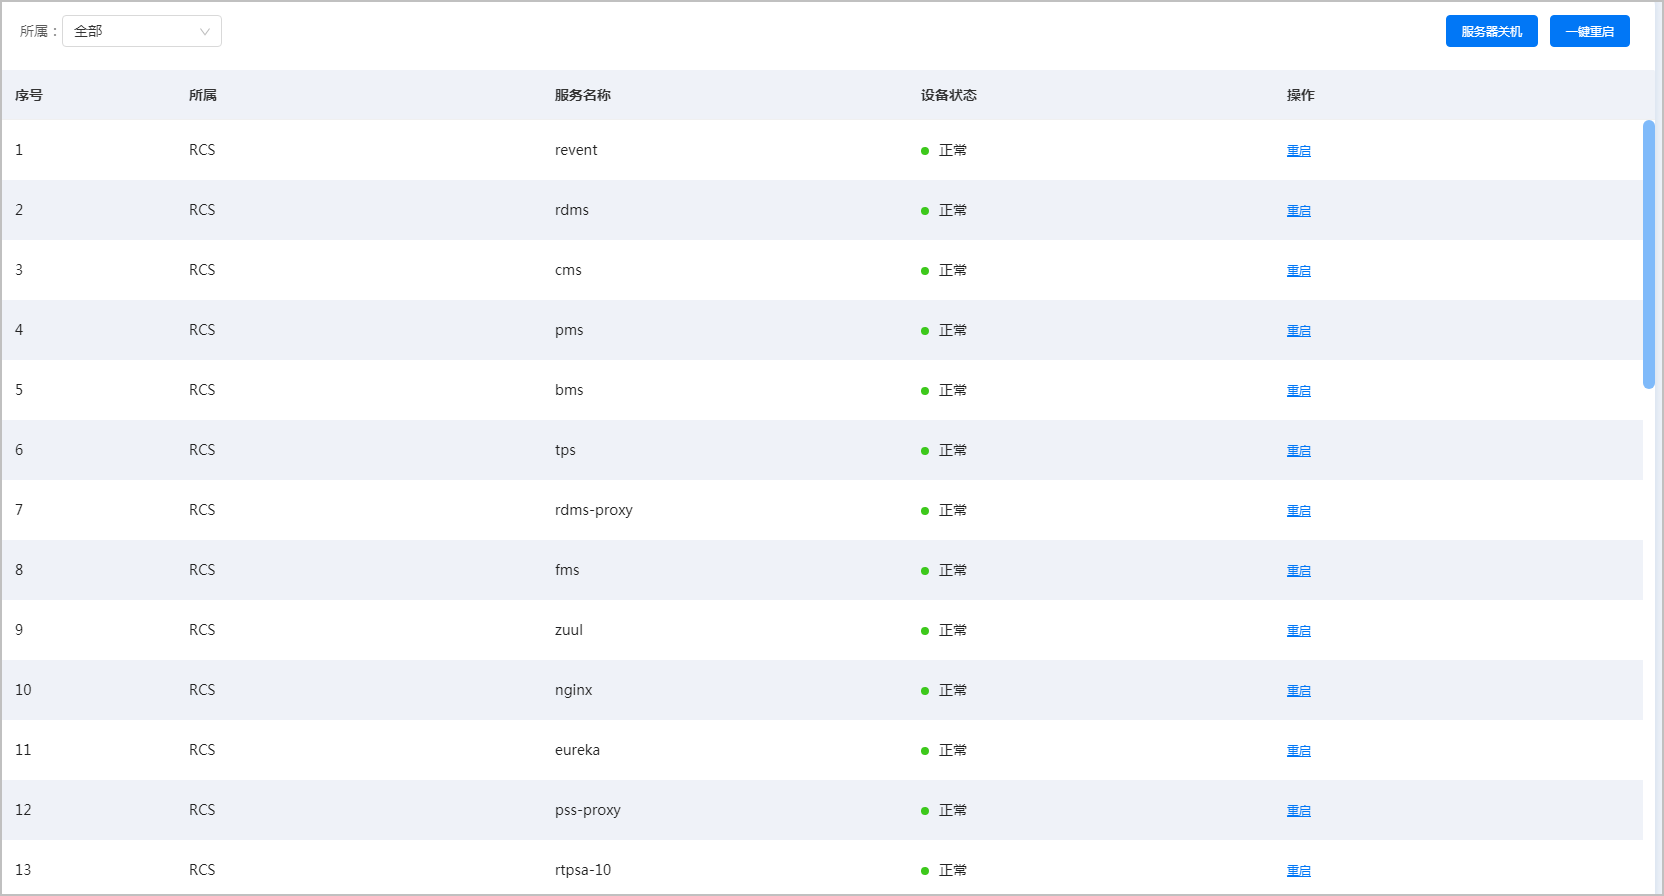 所属： 全部 服务器关机 一键重启
序号 所属 服务名称 设备状态 操作
1 RCS revent 正常 重启
2 RCS rdms 正常 重启
3 RCS cms 正常 重启
4 RCS pms 正常 重启
5 RCS bms 正常 重启
6 RCS tps 正常 重启
7 RCS rdms-proxy 正常 重启
8 RCS fms 正常 重启
9 RCS zuul 正常 重启
10 RCS nginx 正常 重启
11 RCS eureka 正常 重启
12 RCS pss-proxy 正常 重启
13 RCS rtpsa-10 正常 重启